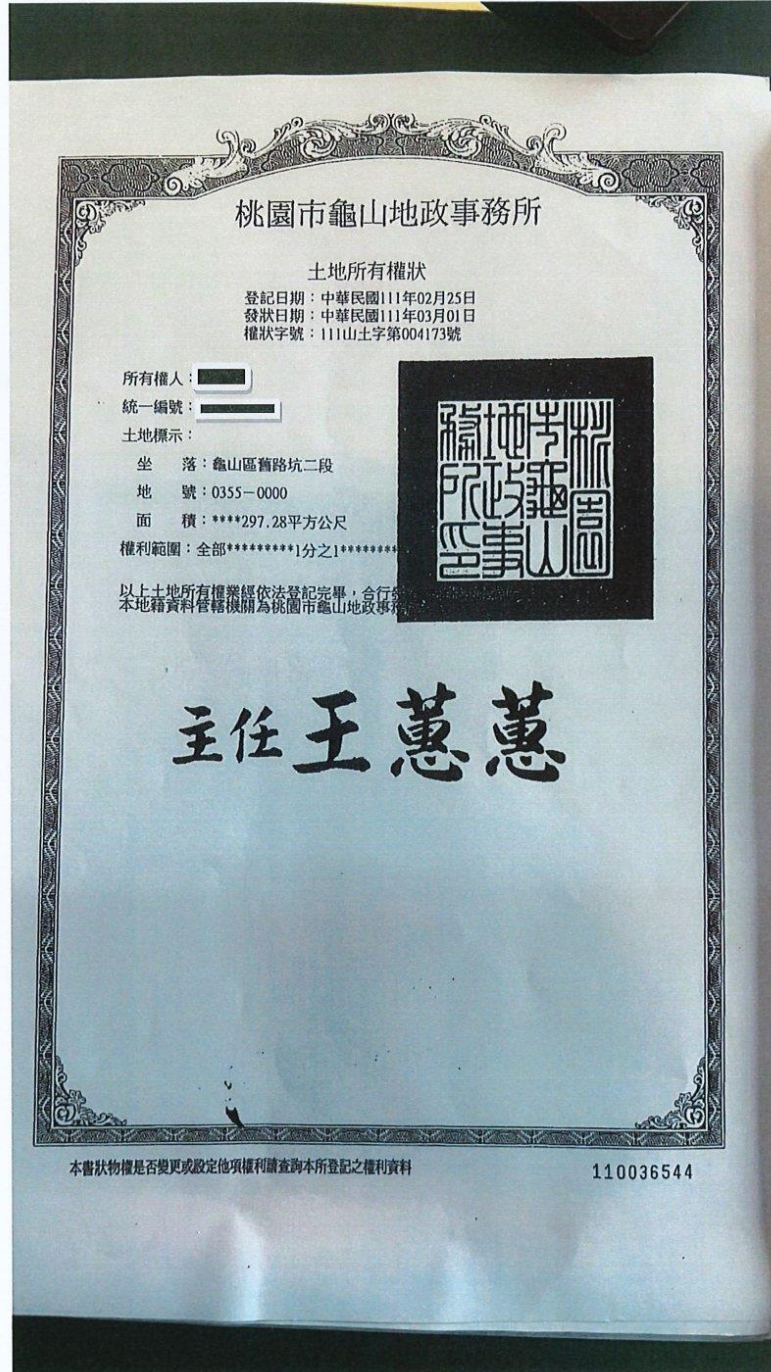 桃園市龜山地政事務所
土地所有權狀
登記日期：中華民國111年02月25日
發狀日期：中華民國111年03月01日
權狀字號：111山土字第004173號
所有權人：
統一編號：
土地標示：
坐　　落：龜山區舊路坑二段
地　　號：0355－0000
面　　積：****297.28平方公尺
權利範圍：全部*********1分之1********
以上土地所有權業經依法登記完畢，合行
本地籍資料管轄機關為桃園市龜山地政事務
桃園市龜山地政事務所印
主任王蕙蕙
本書狀物權是否變更或設定他項權利請查詢本所登記之權利資料
110036544